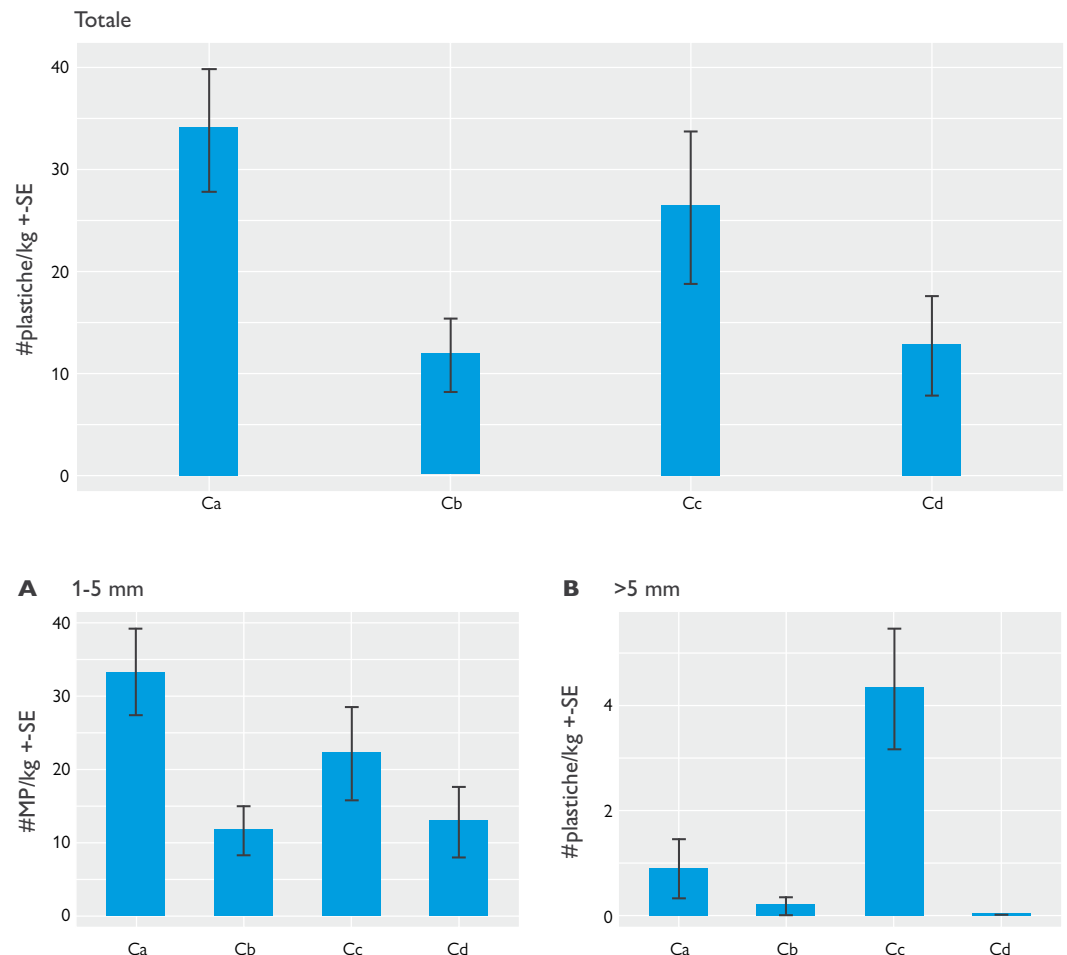 Totale
#plastiche/kg +-SE
40
30
20
10
0
Ca Cb Cc Cd
A 1-5 mm
#MP/kg +-SE
40
30
20
10
0
Ca Cb Cc Cd
B >5 mm
#plastiche/kg +-SE
4
2
0
Ca Cb Cc Cd